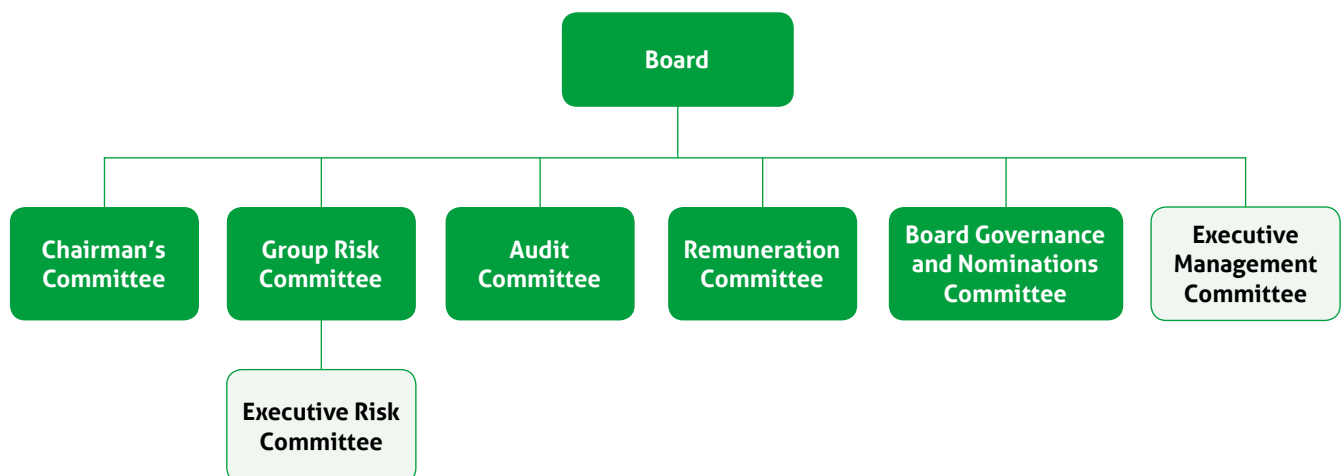 Board
Chairman’s
Committee
Group Risk
Committee
Audit
Committee
Remuneration
Committee
Board Governance
and Nominations
Committee
Executive
Management
Committee
Executive Risk
Committee